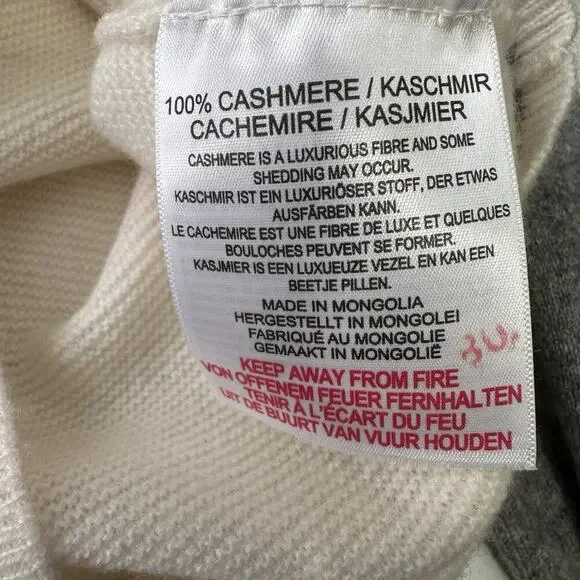 100% CASHMERE / KASCHMIR
CACHEMIRE / KASJMIER
CASHMERE IS A LUXURIOUS FIBRE AND SOME
SHEDDING MAY OCCUR.
KASCHMIR IST EIN LUXURIÖSER STOFF, DER ETWAS
AUSFÄRBEN KANN.
LE CACHEMIRE EST UNE FIBRE DE LUXE ET QUELQUES
BOULOCHES PEUVENT SE FORMER.
KASJMIER IS EEN LUXUEUZE VEZEL EN KAN EEN
BEETJE PILLEN.
MADE IN MONGOLIA
HERGESTELLT IN MONGOLEI
FABRIQUÉ AU MONGOLIE
GEMAAKT IN MONGOLIË
KEEP AWAY FROM FIRE
VON OFFENEM FEUER FERNHALTEN
TENIR À L'ÉCART DU FEU
UIT DE BUURT VAN VUUR HOUDEN